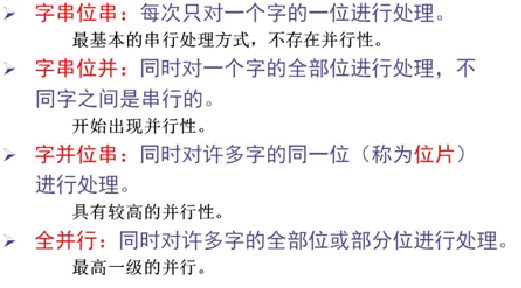 ➢ 字串位串：每次只对一个字的一位进行处理。
最基本的串行处理方式，不存在并行性。
➢ 字串位并：同时对一个字的全部位进行处理，不
同字之间是串行的。
开始出现并行性。
➢ 字并位串：同时对许多字的同一位（称为位片）
进行处理。
具有较高的并行性。
➢ 全并行：同时对许多字的全部位或部分位进行处理。
最高一级的并行。